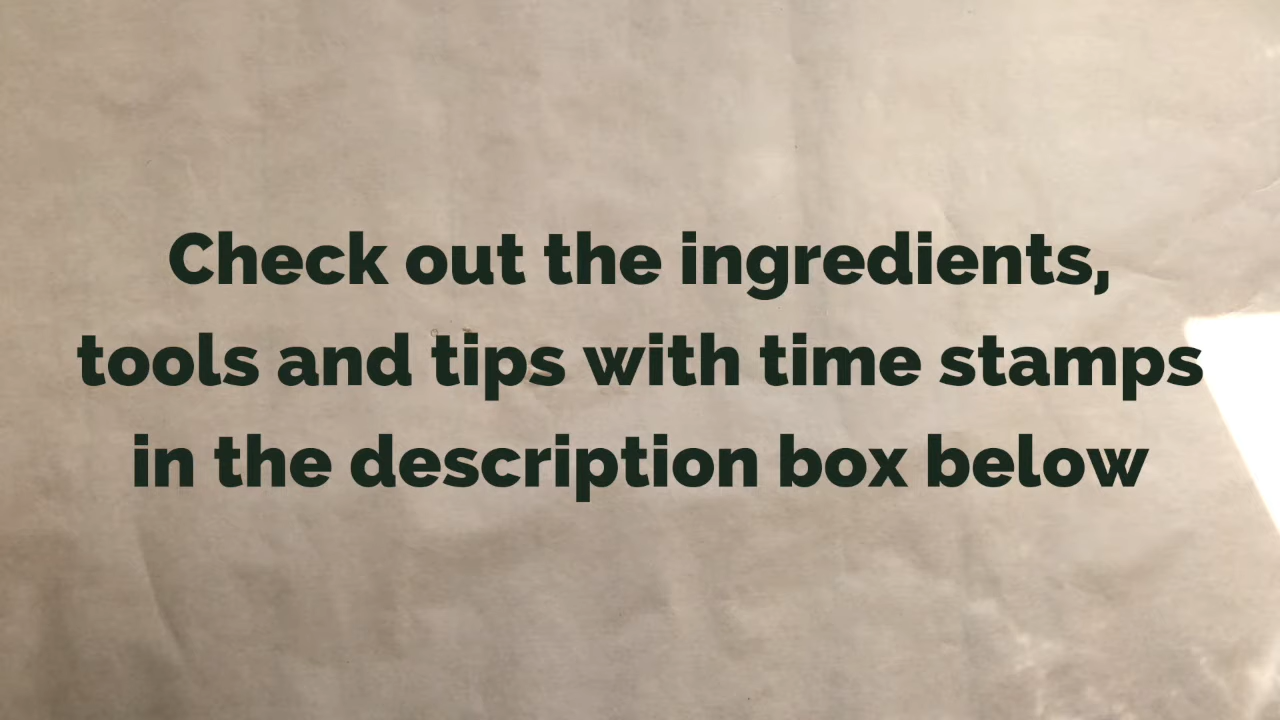 Check out the ingredients,
tools and tips with time stamps
in the description box below